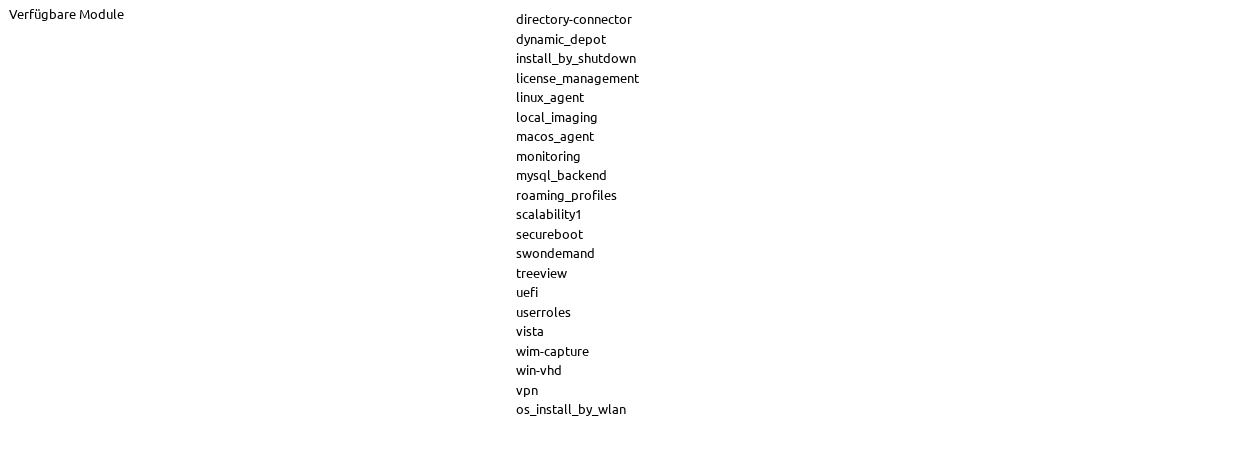 Verfügbare Module
directory-connector
dynamic_depot
install_by_shutdown
license_management
linux_agent
local_imaging
macos_agent
monitoring
mysql_backend
roaming_profiles
scalability1
secureboot
swondemand
treeview
uefi
userroles
vista
wim-capture
win-vhd
vpn
os_install_by_wlan